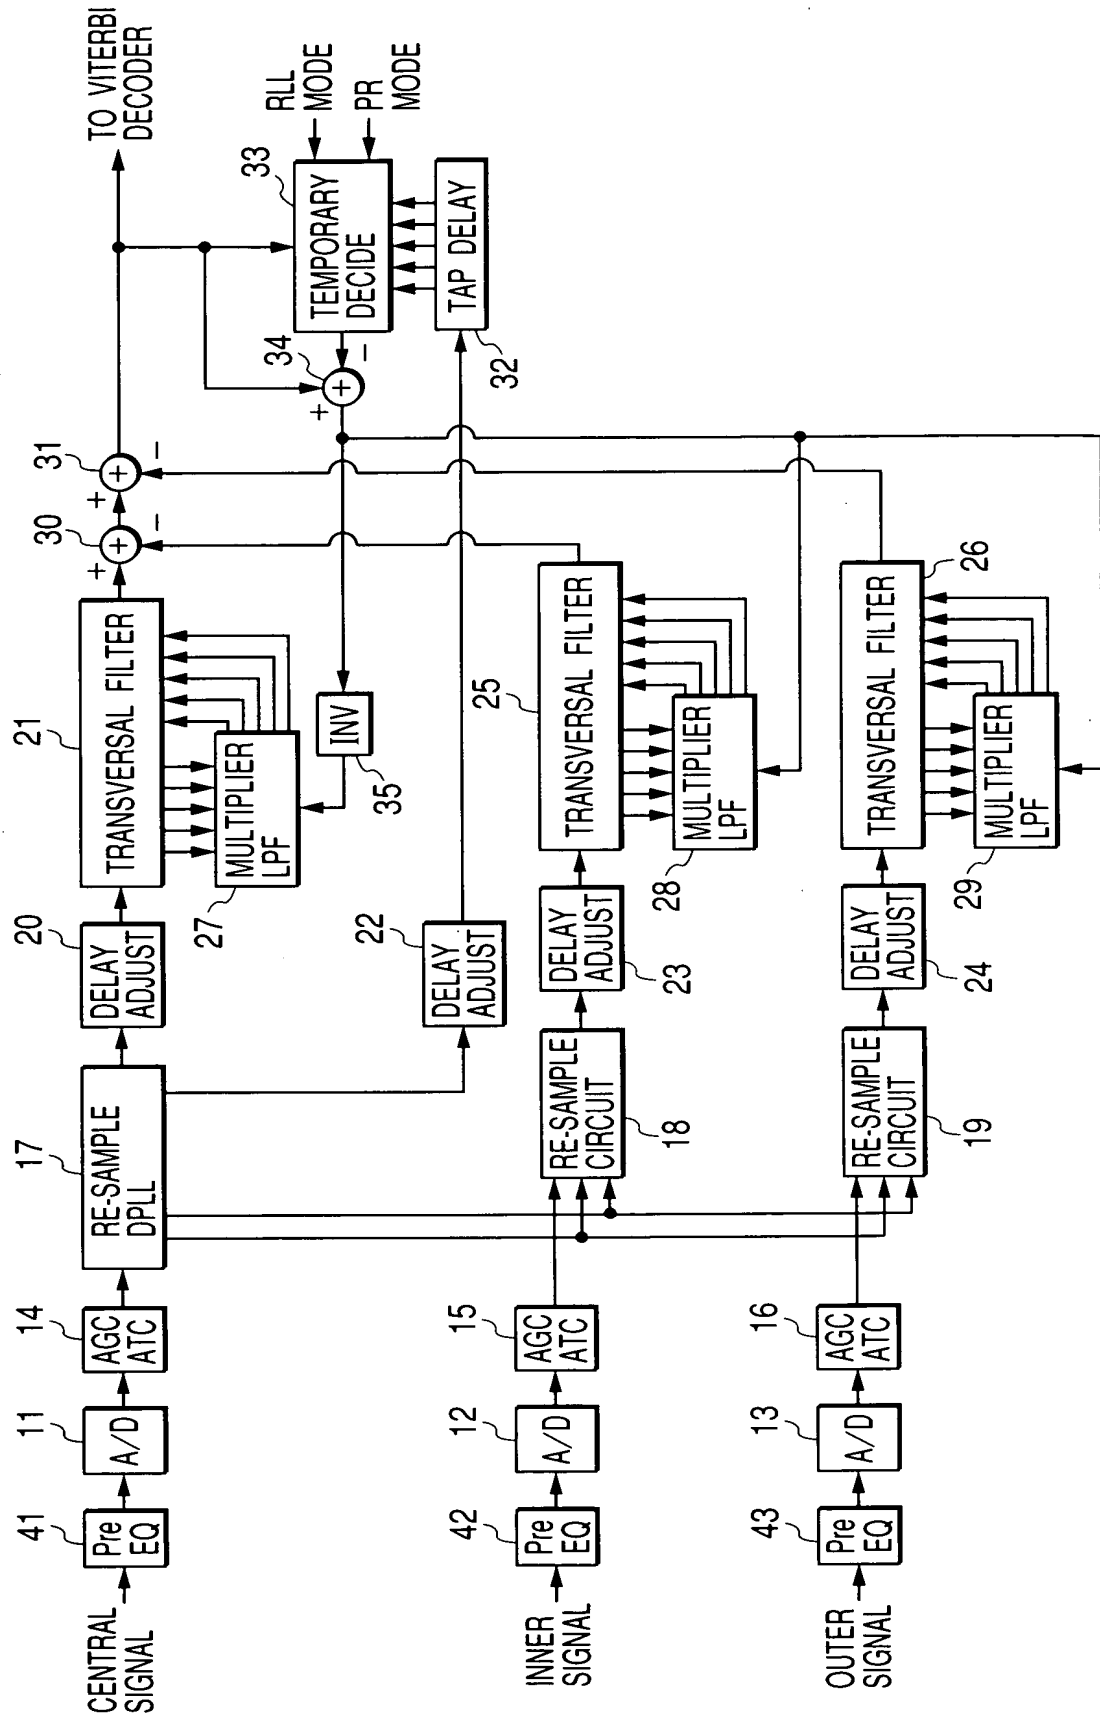 CENTRAL
SIGNAL
41
Pre
EQ
11
A/D
14
AGC
ATC
17
RE-SAMPLE
DPLL
20
DELAY
ADJUST
21
TRANSVERSAL FILTER
27
MULTIPLIER
LPF
30
+
+
−
31
+
+
−
TO VITERBI
DECODER
RLL
MODE
PR
MODE
33
TEMPORARY
DECIDE
34
+
+
−
INV
35
22
DELAY
ADJUST
TAP DELAY
32
INNER
SIGNAL
42
Pre
EQ
12
A/D
15
AGC
ATC
RE-SAMPLE
CIRCUIT
18
DELAY
ADJUST
23
25
TRANSVERSAL FILTER
MULTIPLIER
LPF
28
OUTER
SIGNAL
43
Pre
EQ
13
A/D
16
AGC
ATC
RE-SAMPLE
CIRCUIT
19
DELAY
ADJUST
24
TRANSVERSAL FILTER
26
MULTIPLIER
LPF
29